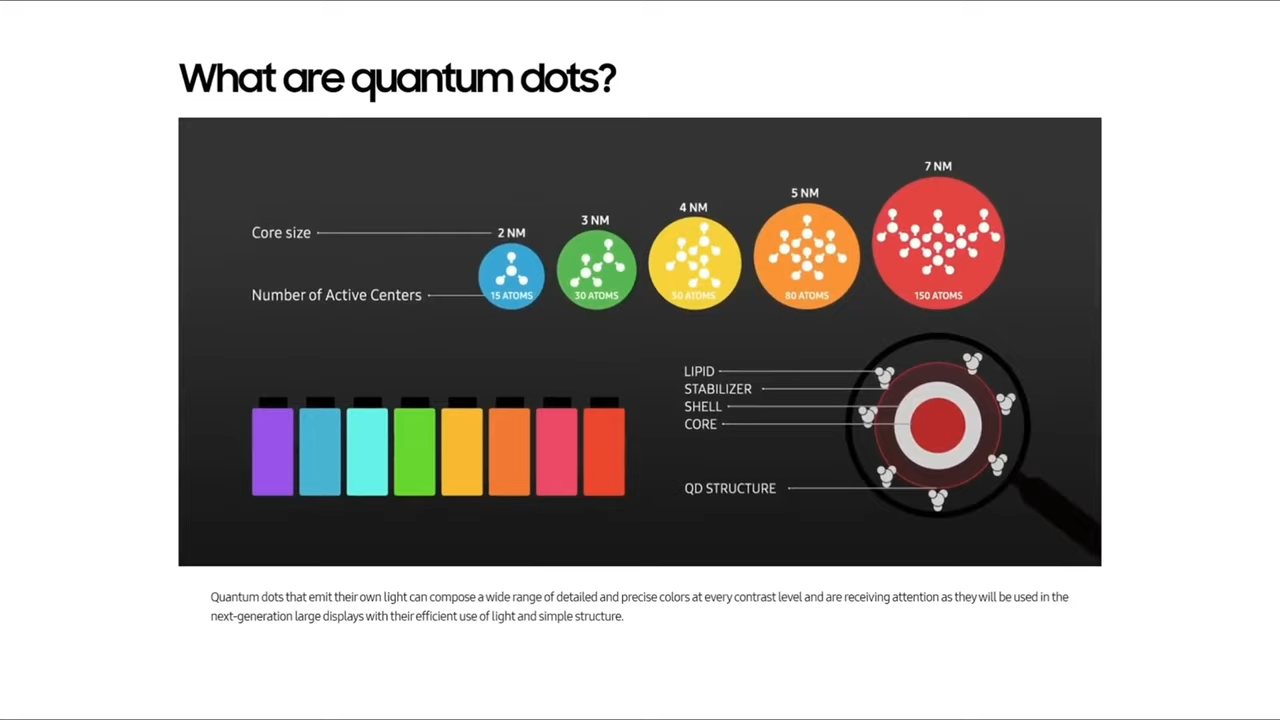 What are quantum dots?
7 NM
5 NM
4 NM
3 NM
Core size
2 NM
Number of Active Centers
15 ATOMS
30 ATOMS
50 ATOMS
80 ATOMS
150 ATOMS
LIPID
STABILIZER
SHELL
CORE
QD STRUCTURE
Quantum dots that emit their own light can compose a wide range of detailed and precise colors at every contrast level and are receiving attention as they will be used in the
next-generation large displays with their efficient use of light and simple structure.